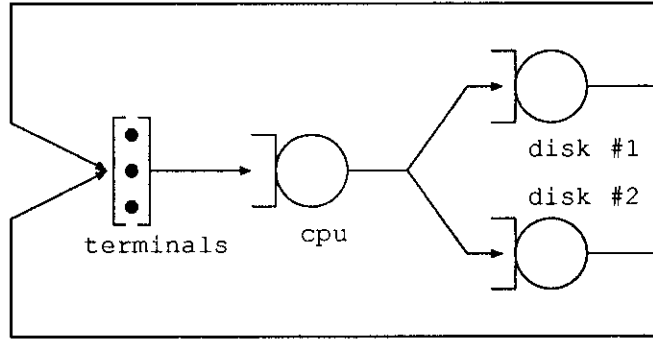 disk #1
disk #2
cpu
terminals